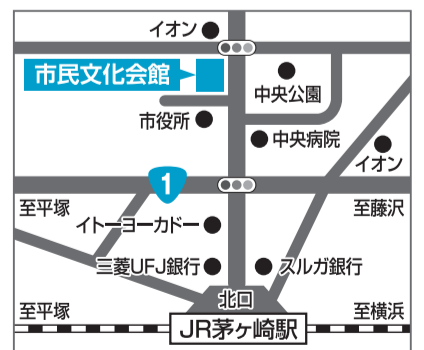 イオン
市民文化会館
中央公園
市役所
中央病院
イオン
1
至平塚
至藤沢
イトーヨーカドー
三菱UFJ銀行
スルガ銀行
北口
至平塚
至横浜
JR茅ヶ崎駅